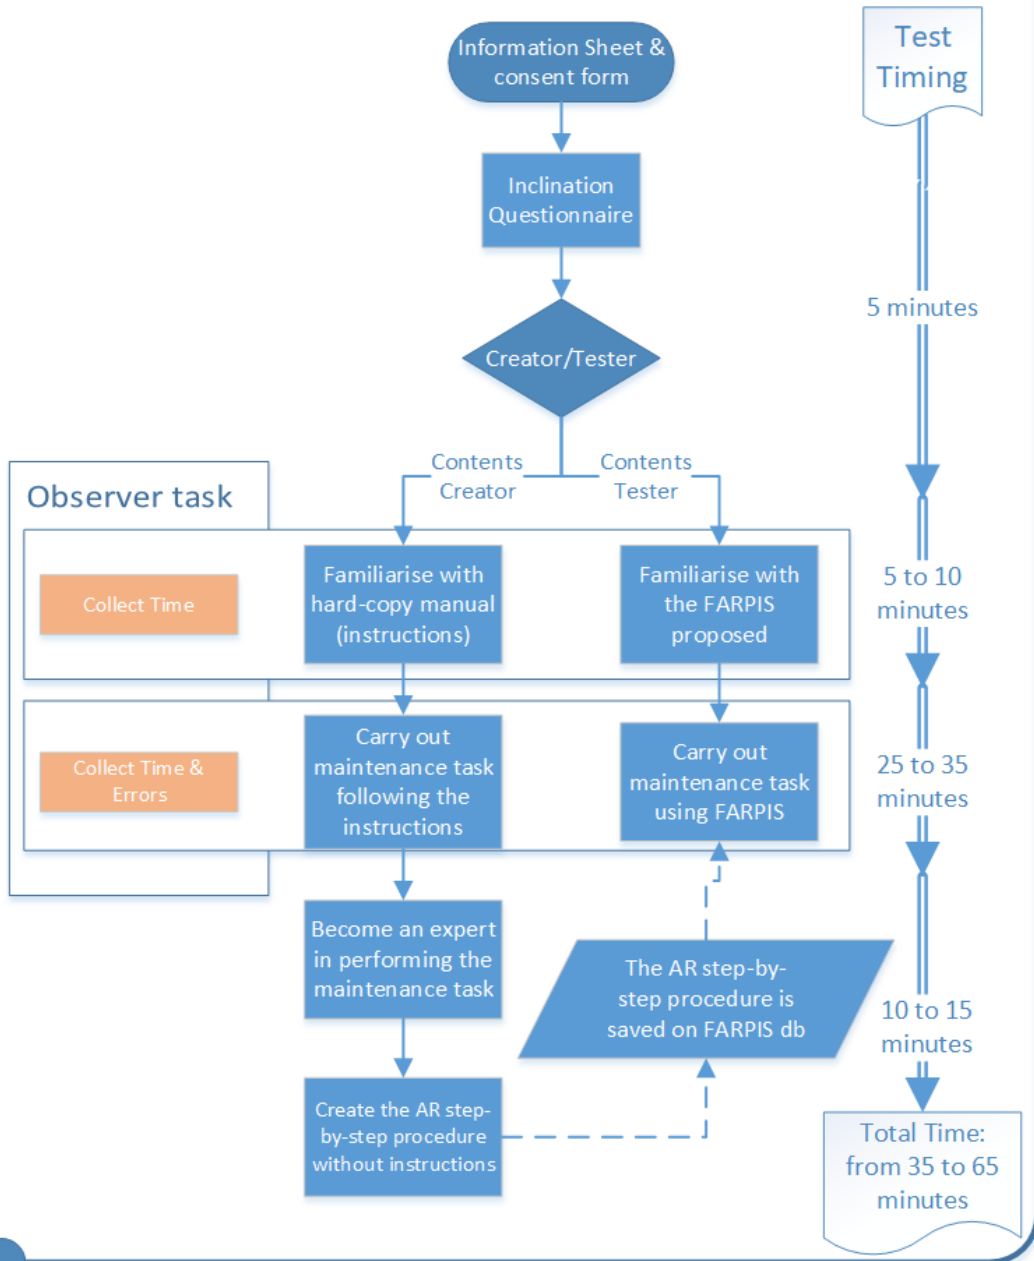 Information Sheet &
consent form
Test
Timing
Inclination
Questionnaire
5 minutes
Creator/Tester
Contents
Creator
Contents
Tester
Observer task
Collect Time
Familiarise with
hard-copy manual
(instructions)
Familiarise with
the FARPIS
proposed
5 to 10
minutes
Collect Time &
Errors
Carry out
maintenance task
following the
instructions
Carry out
maintenance task
using FARPIS
25 to 35
minutes
Become an expert
in performing the
maintenance task
The AR step-by-
step procedure is
saved on FARPIS db
10 to 15
minutes
Create the AR step-
by-step procedure
without instructions
Total Time:
from 35 to 65
minutes